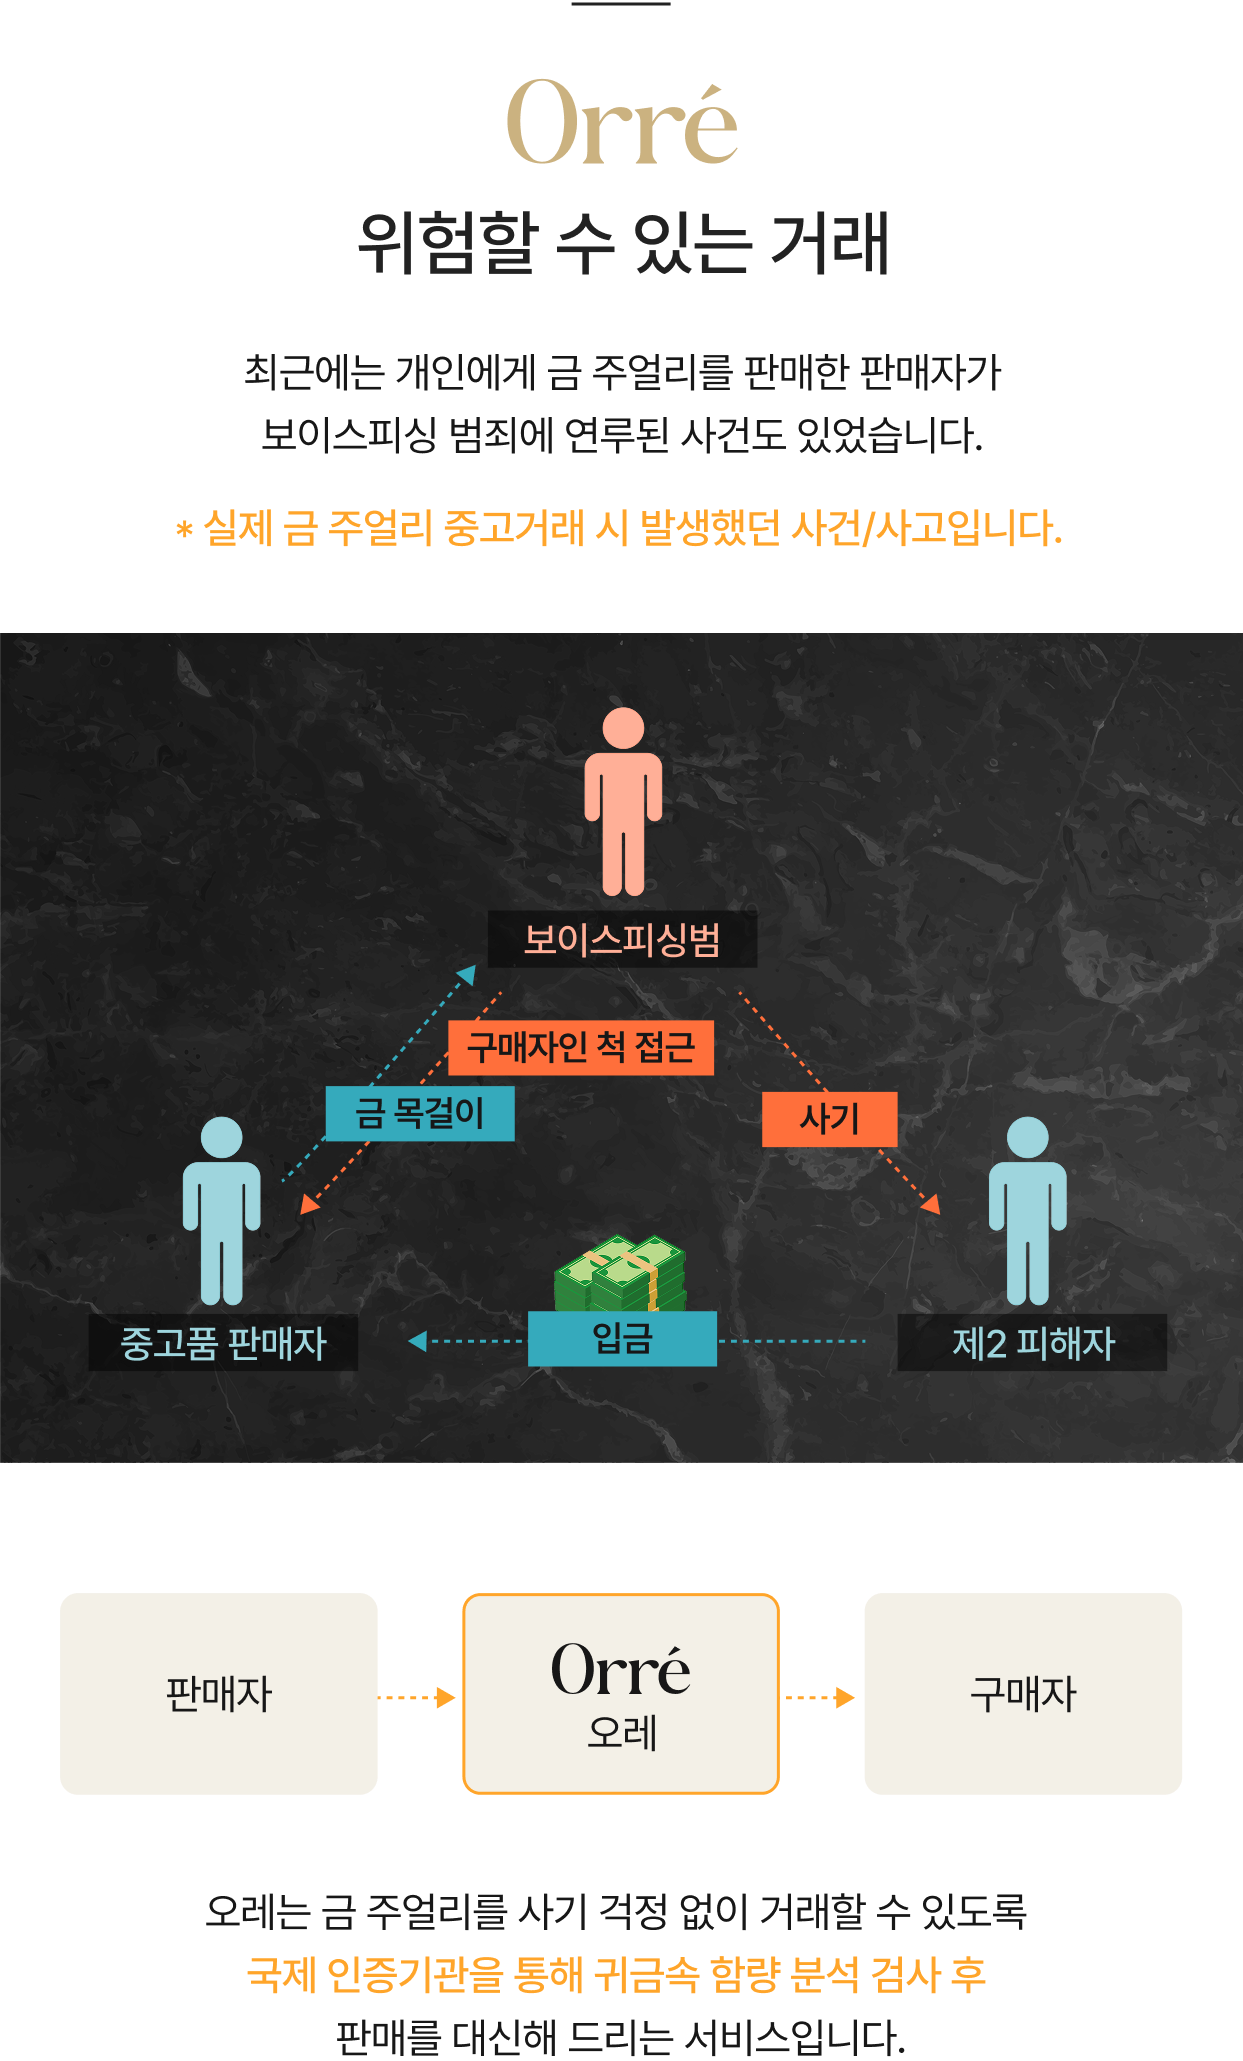 Orré
위험할 수 있는 거래
최근에는 개인에게 금 주얼리를 판매한 판매자가
보이스피싱 범죄에 연루된 사건도 있었습니다.
* 실제 금 주얼리 중고거래 시 발생했던 사건/사고입니다.
보이스피싱범
구매자인 척 접근
금 목걸이
사기
입금
중고품 판매자
제2 피해자
판매자
Orré
오레
구매자
오레는 금 주얼리를 사기 걱정 없이 거래할 수 있도록
국제 인증기관을 통해 귀금속 함량 분석 검사 후
판매를 대신해 드리는 서비스입니다.